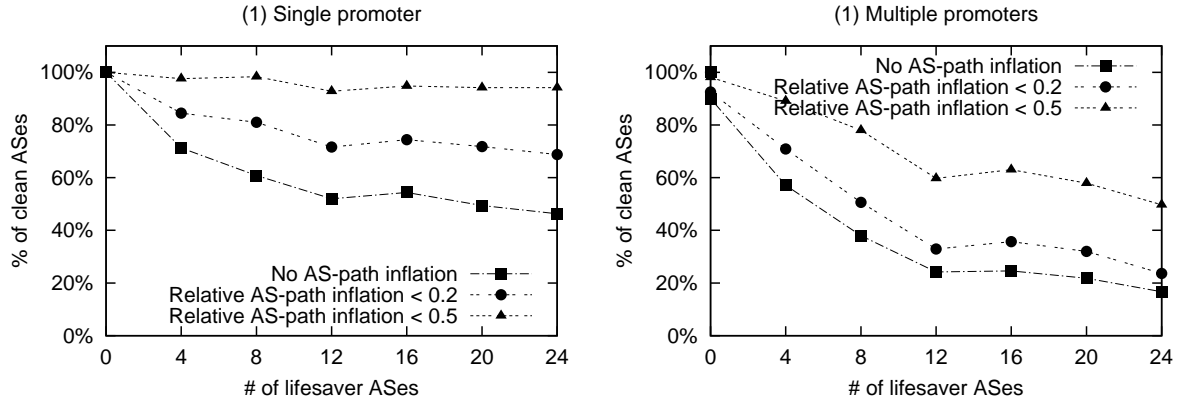 (1) Single promoter
100%
80%
60%
40%
20%
0%
% of clean ASes
No AS-path inflation
Relative AS-path inflation < 0.2
Relative AS-path inflation < 0.5
0 4 8 12 16 20 24
# of lifesaver ASes
(1) Multiple promoters
100%
80%
60%
40%
20%
0%
% of clean ASes
No AS-path inflation
Relative AS-path inflation < 0.2
Relative AS-path inflation < 0.5
0 4 8 12 16 20 24
# of lifesaver ASes